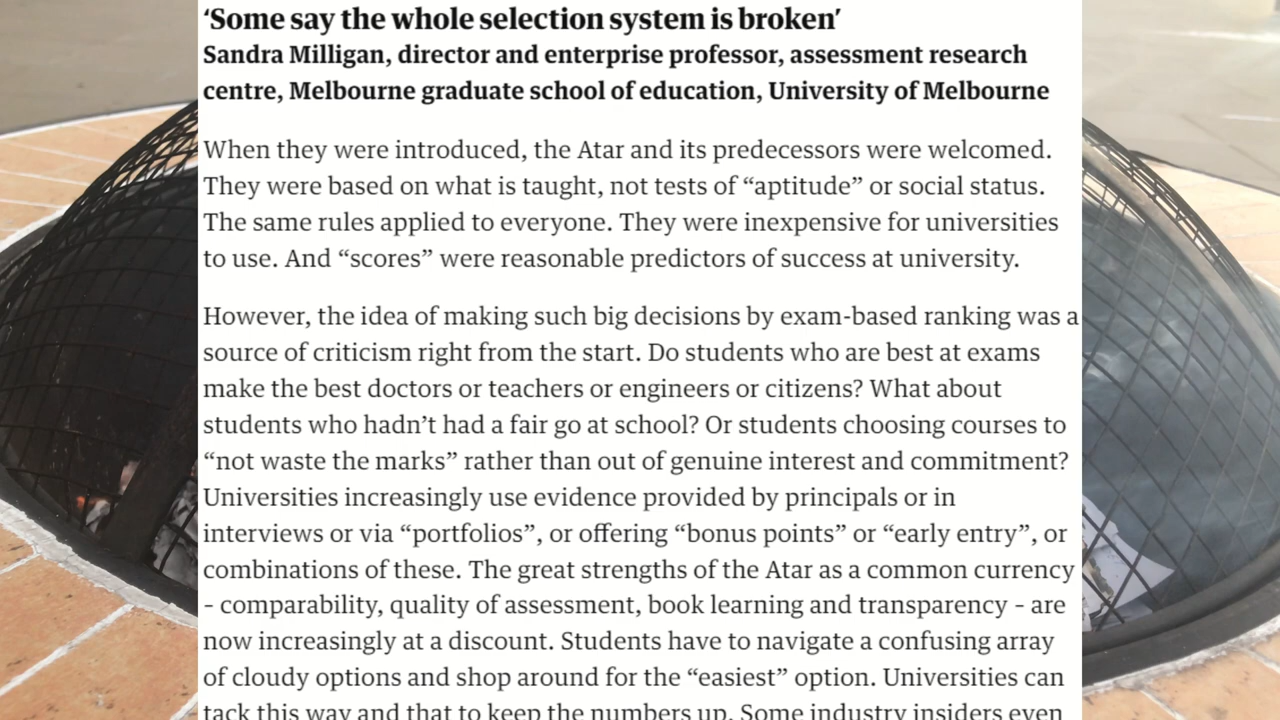 ‘Some say the whole selection system is broken’
Sandra Milligan, director and enterprise professor, assessment research
centre, Melbourne graduate school of education, University of Melbourne
When they were introduced, the Atar and its predecessors were welcomed.
They were based on what is taught, not tests of “aptitude” or social status.
The same rules applied to everyone. They were inexpensive for universities
to use. And “scores” were reasonable predictors of success at university.
However, the idea of making such big decisions by exam-based ranking was a
source of criticism right from the start. Do students who are best at exams
make the best doctors or teachers or engineers or citizens? What about
students who hadn’t had a fair go at school? Or students choosing courses to
“not waste the marks” rather than out of genuine interest and commitment?
Universities increasingly use evidence provided by principals or in
interviews or via “portfolios”, or offering “bonus points” or “early entry”, or
combinations of these. The great strengths of the Atar as a common currency
– comparability, quality of assessment, book learning and transparency – are
now increasingly at a discount. Students have to navigate a confusing array
of cloudy options and shop around for the “easiest” option. Universities can
tack this way and that to keep the numbers up. Some industry insiders even